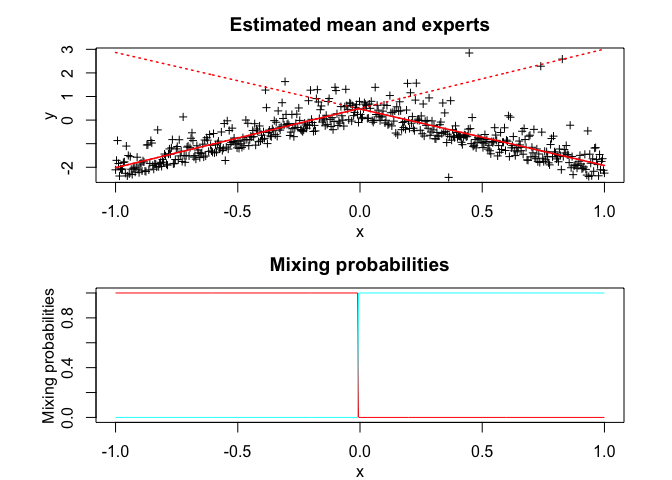 Estimated mean and experts
3
2
1
0
-2
y
-1.0 -0.5 0.0 0.5 1.0
x
Mixing probabilities
0.8
0.4
0.0
Mixing probabilities
-1.0 -0.5 0.0 0.5 1.0
x